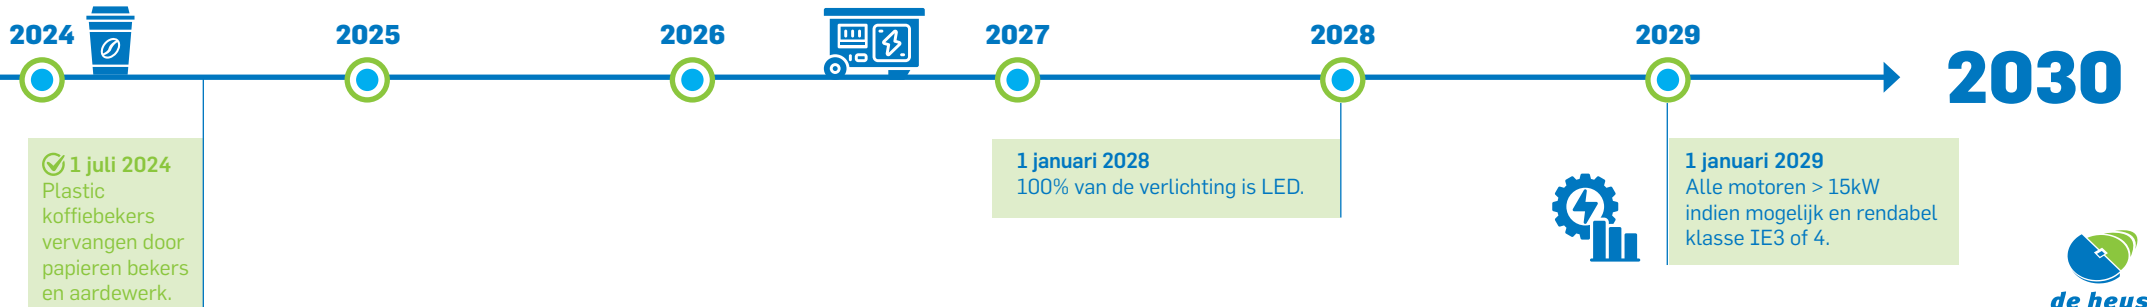 2024
2025
2026
2027
2028
2029
2030
1 juli 2024
Plastic
koffiebekers
vervangen door
papieren bekers
en aardewerk.
1 januari 2028
100% van de verlichting is LED.
1 januari 2029
Alle motoren > 15kW
indien mogelijk en rendabel
klasse IE3 of 4.
de heus